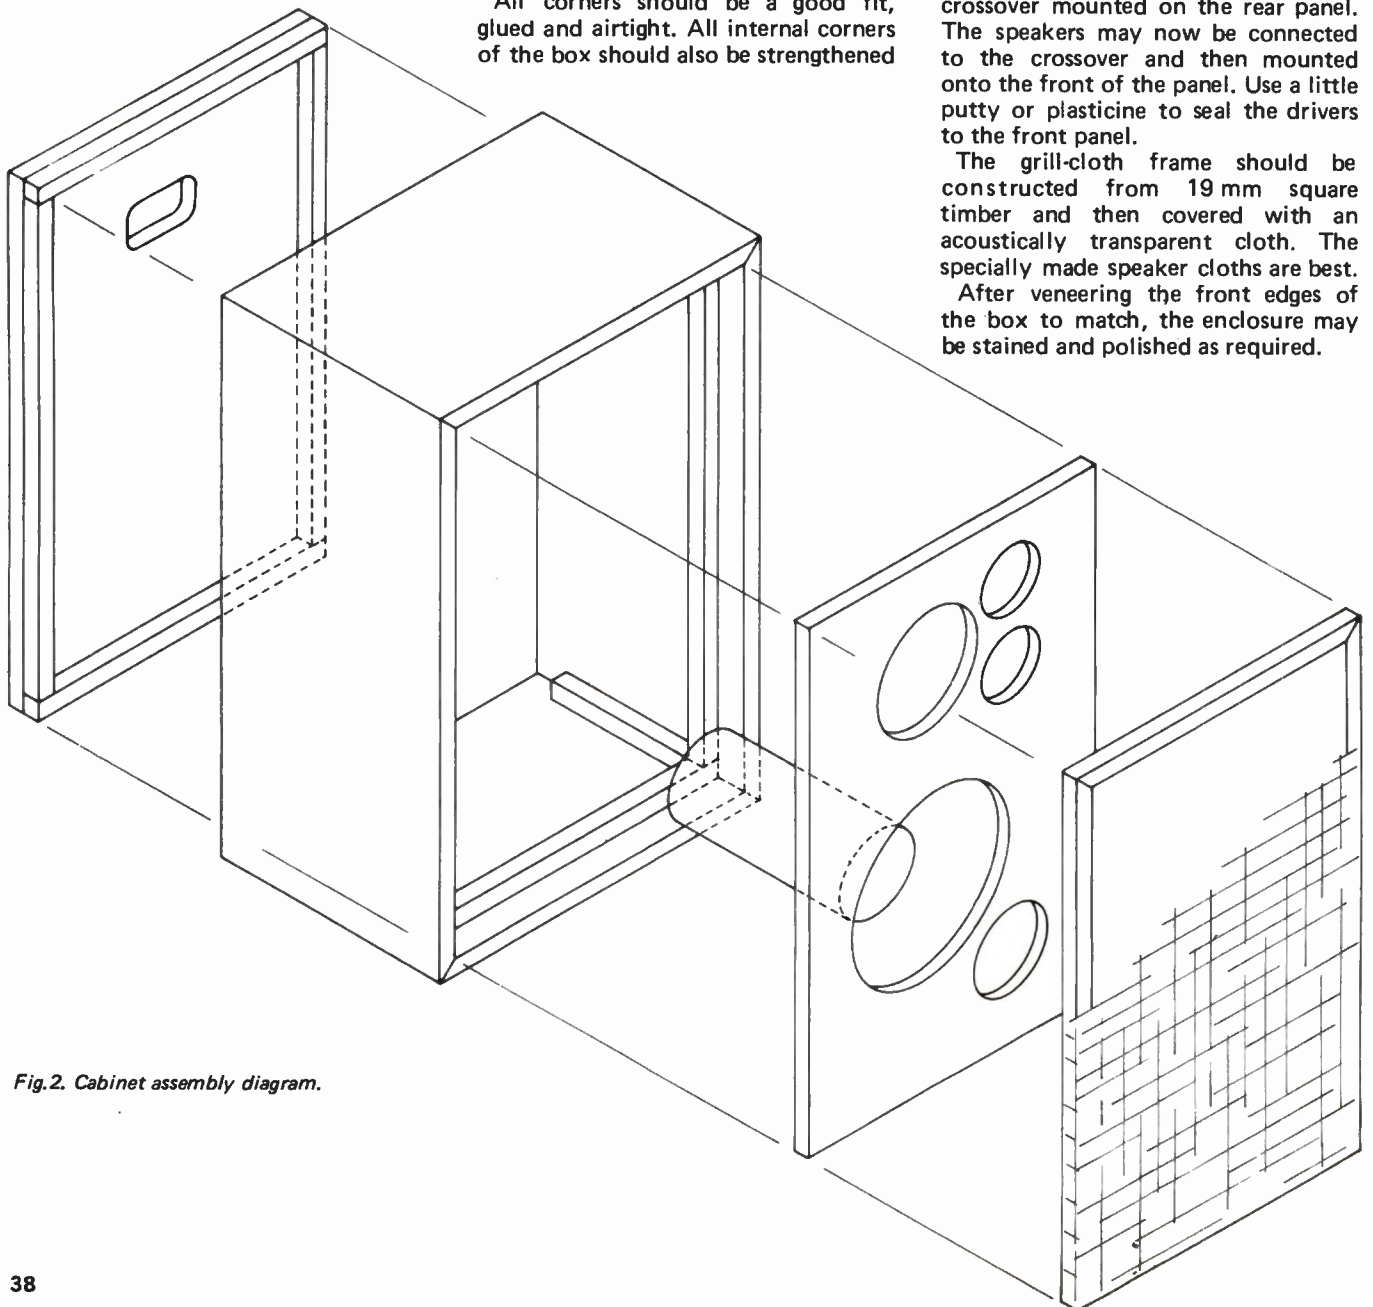 All corners should be a good fit,
glued and airtight. All internal corners
of the box should also be strengthened
crossover mounted on the rear panel.
The speakers may now be connected
to the crossover and then mounted
onto the front of the panel. Use a little
putty or plasticine to seal the drivers
to the front panel.
The grill-cloth frame should be
constructed from 19 mm square
timber and then covered with an
acoustically transparent cloth. The
specially made speaker cloths are best.
After veneering the front edges of
the box to match, the enclosure may
be stained and polished as required.
Fig.2. Cabinet assembly diagram.
38